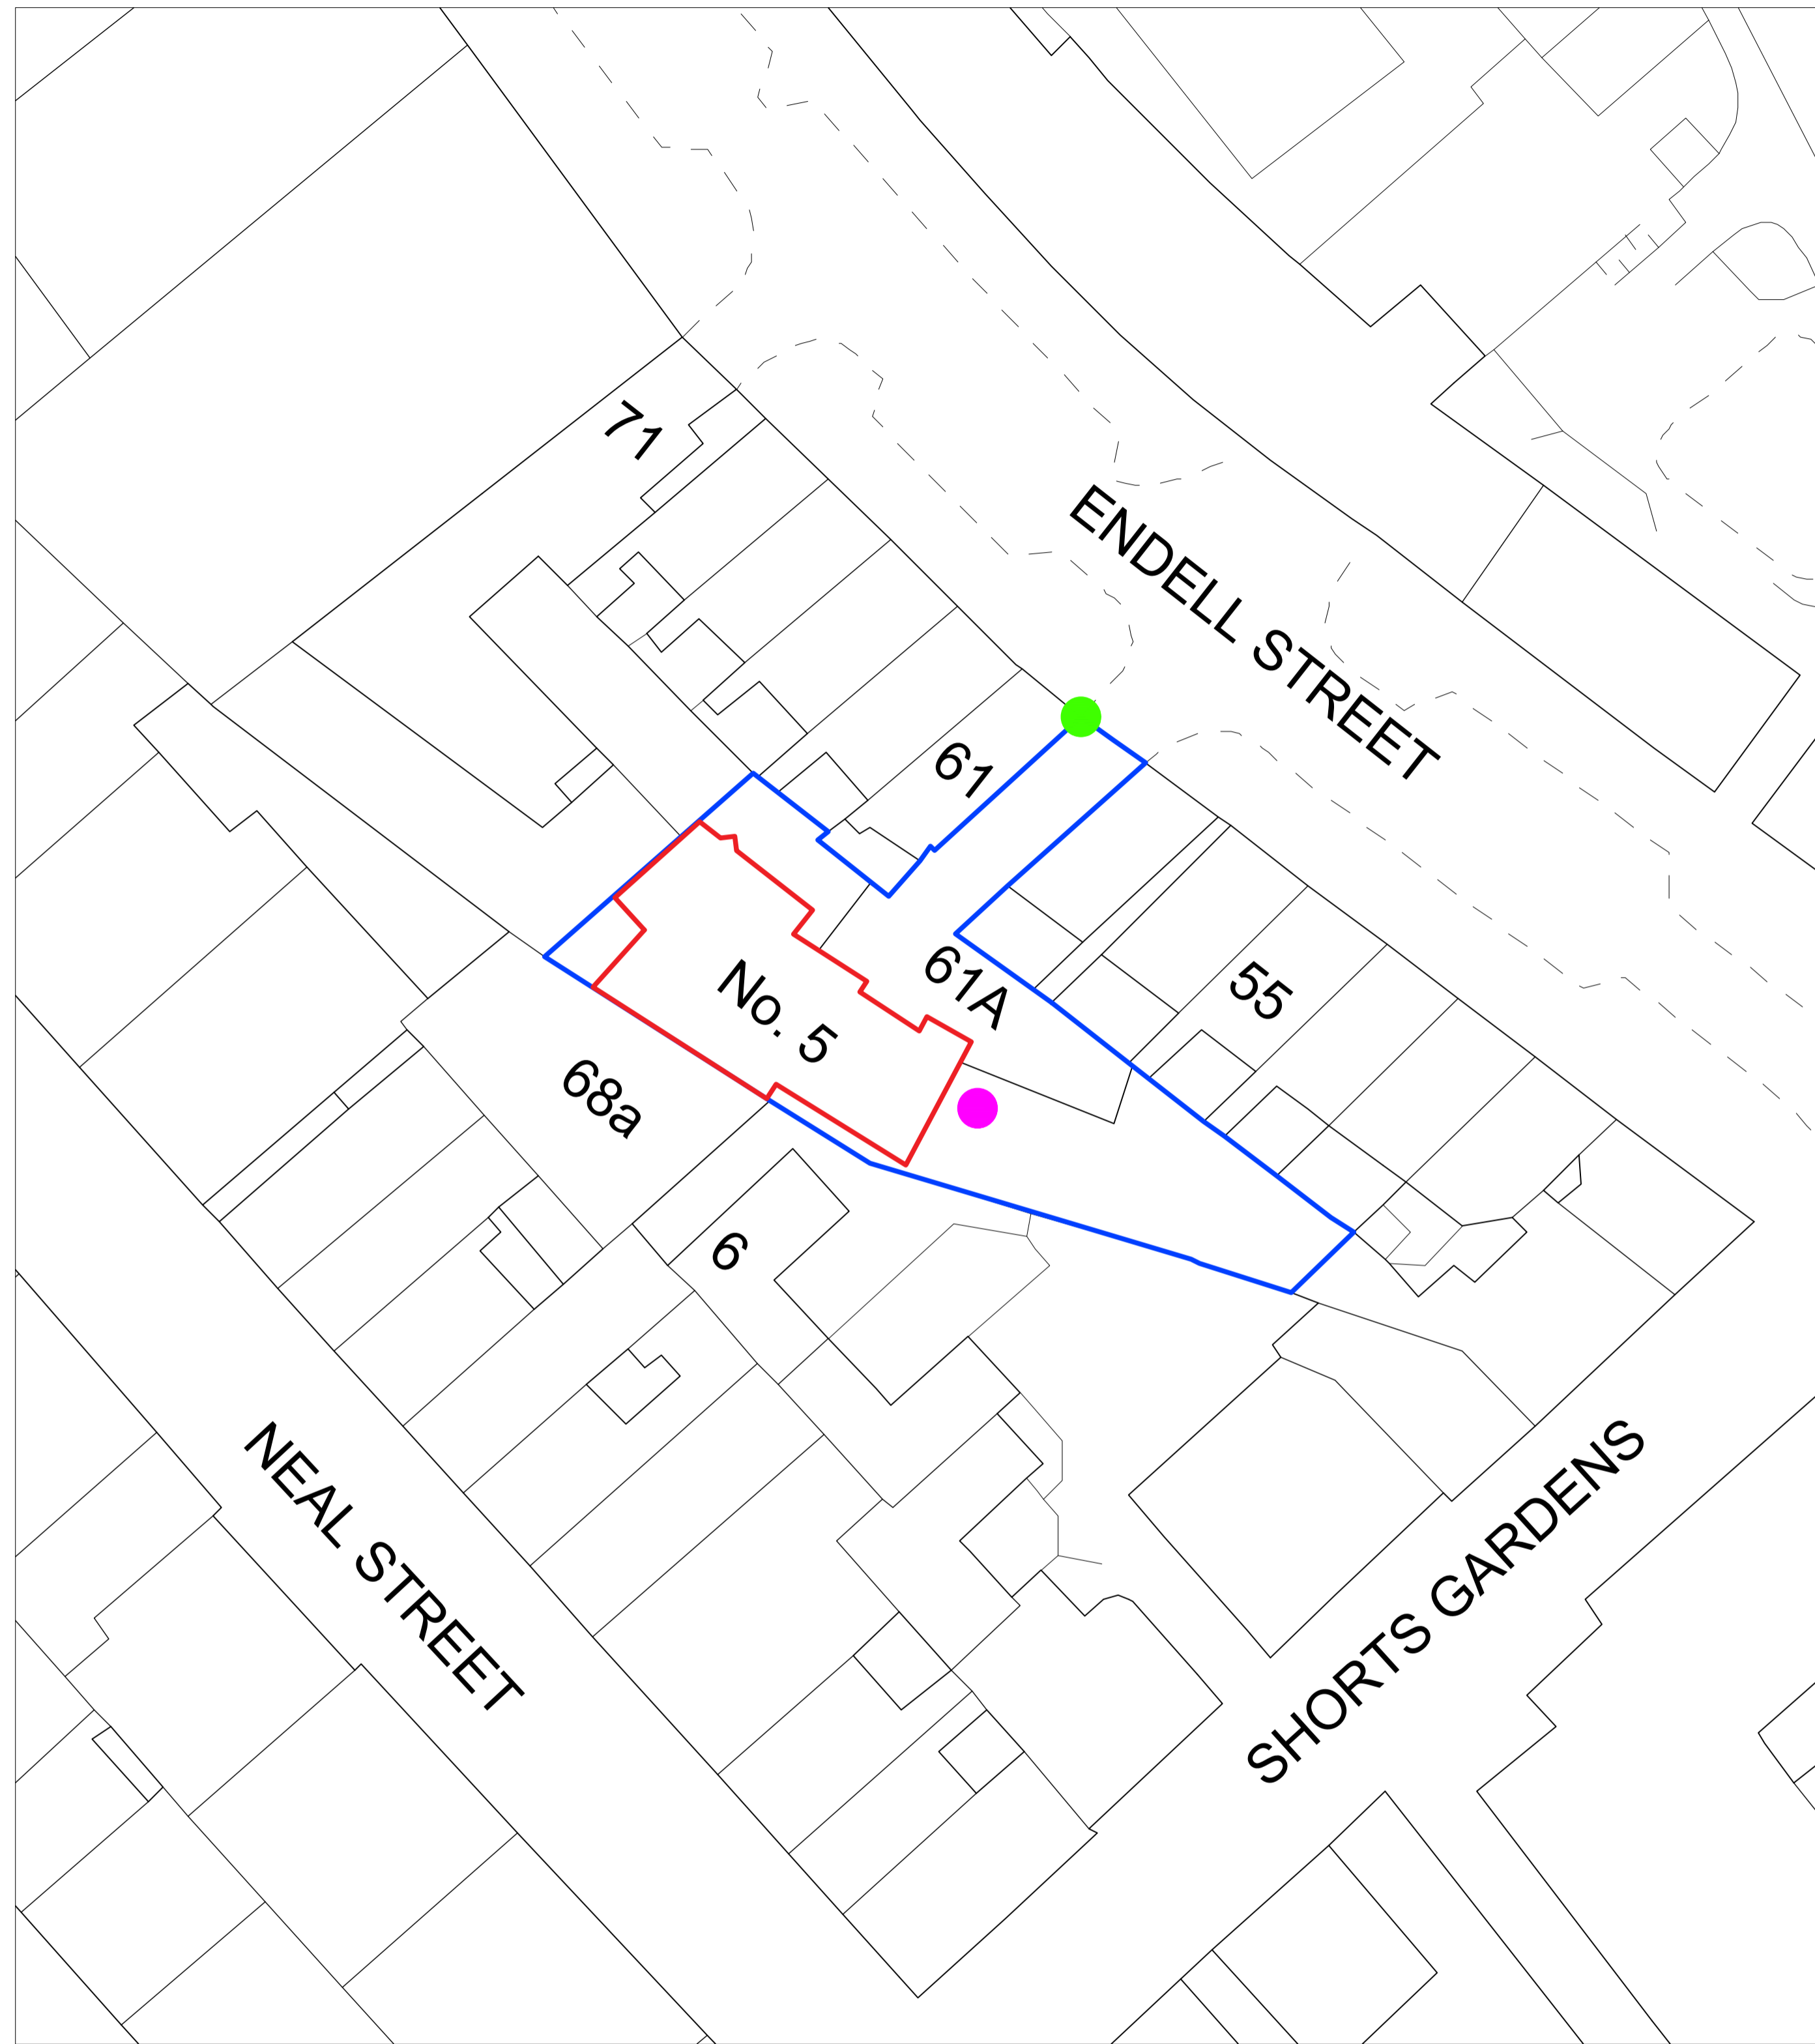 71
ENDELL STREET
61
61A
55
No. 5
68a
6
NEAL STREET
SHORTS GARDENS